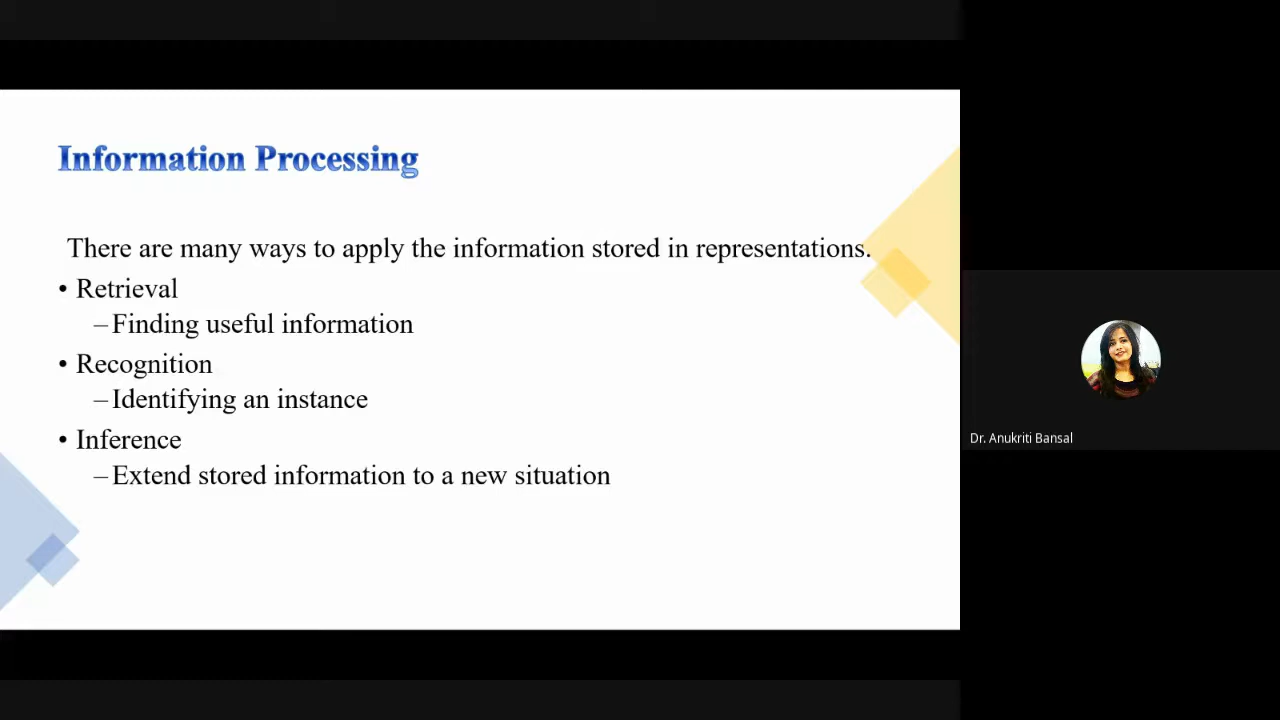 Information Processing
There are many ways to apply the information stored in representations.
• Retrieval
–Finding useful information
• Recognition
–Identifying an instance
• Inference
–Extend stored information to a new situation
Dr. Anukriti Bansal